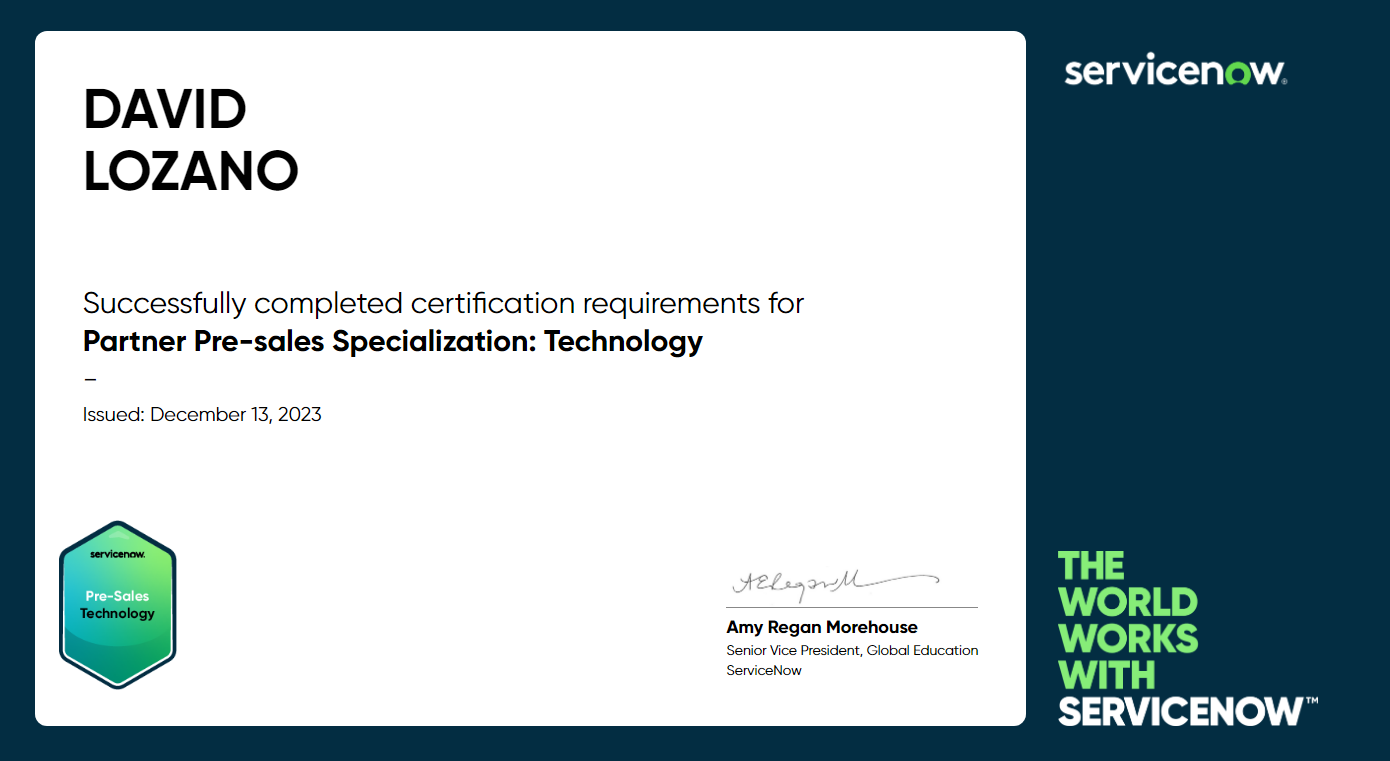 DAVID
LOZANO
Successfully completed certification requirements for
Partner Pre-sales Specialization: Technology
–
Issued: December 13, 2023
servicenow.
Pre-Sales
Technology
Amy Regan Morehouse
Senior Vice President, Global Education
ServiceNow
servicenow®
THE
WORLD
WORKS
WITH
SERVICENOW™